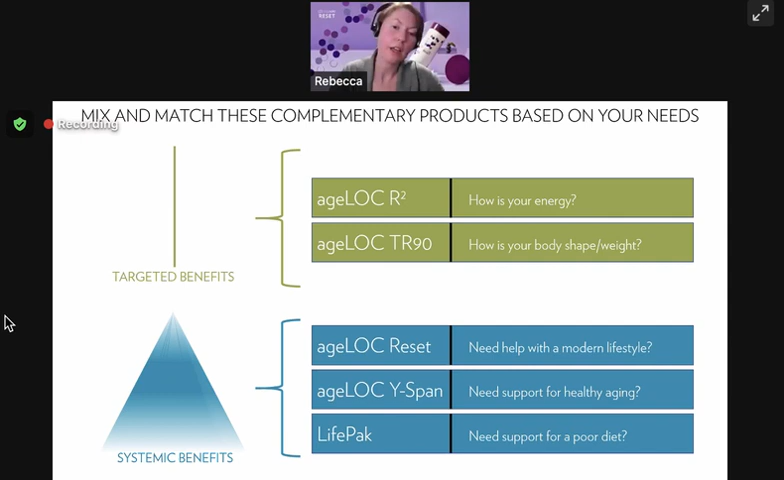 RESET
Rebecca
Recording
MIX AND MATCH THESE COMPLEMENTARY PRODUCTS BASED ON YOUR NEEDS
ageLOC R²
How is your energy?
ageLOC TR90
How is your body shape/weight?
TARGETED BENEFITS
ageLOC Reset
Need help with a modern lifestyle?
ageLOC Y-Span
Need support for healthy aging?
LifePak
Need support for a poor diet?
SYSTEMIC BENEFITS